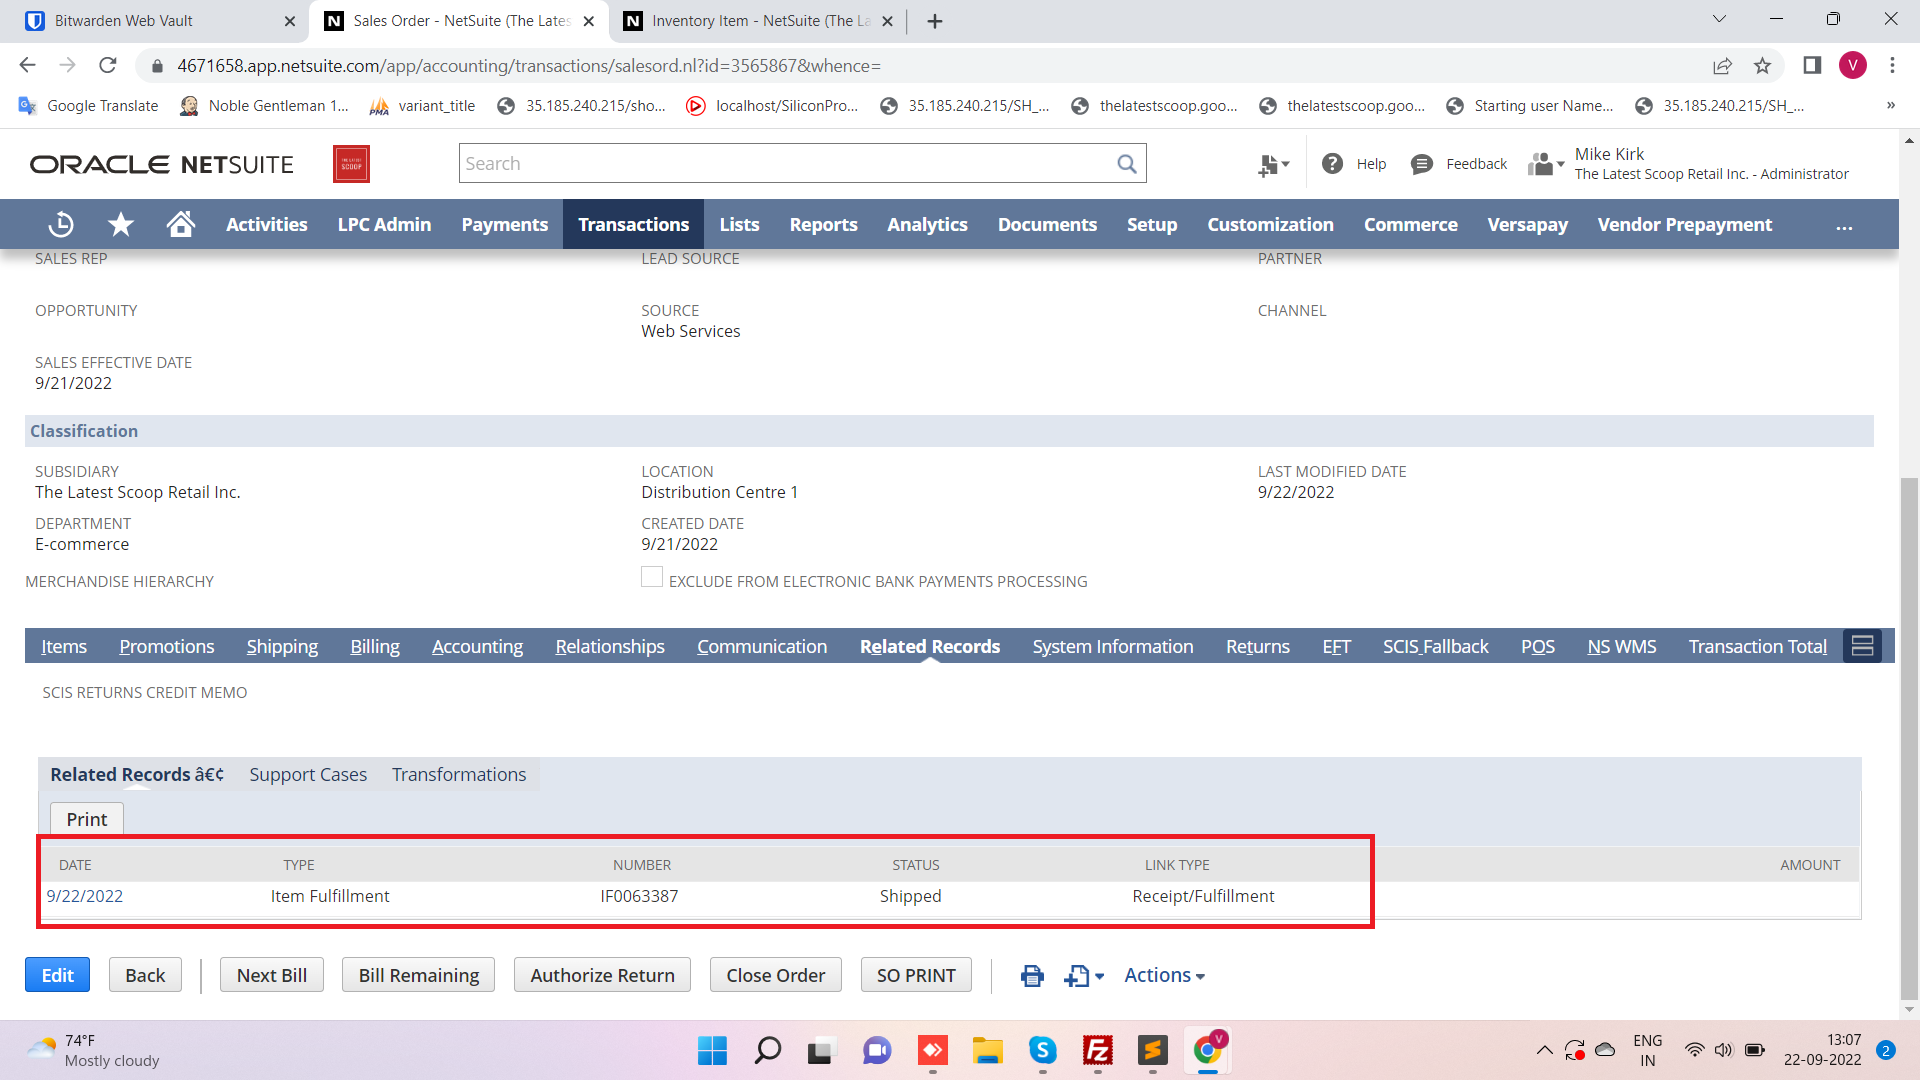 Bitwarden Web Vault
Sales Order - NetSuite (The Lates
Inventory Item - NetSuite (The La
4671658.app.netsuite.com/app/accounting/transactions/salesord.nl?id=3565867&whence=
V
Google Translate
Noble Gentleman 1...
variant_title
35.185.240.215/sho...
localhost/SiliconPro...
35.185.240.215/SH_...
thelatestscoop.goo...
thelatestscoop.goo...
Starting user Name...
35.185.240.215/SH_...
»
ORACLE NETSUITE
THE LATEST SCOOP
Search
Help
Feedback
Mike Kirk
The Latest Scoop Retail Inc. - Administrator
Activities
LPC Admin
Payments
Transactions
Lists
Reports
Analytics
Documents
Setup
Customization
Commerce
Versapay
Vendor Prepayment
...
SALES REP
LEAD SOURCE
PARTNER
OPPORTUNITY
SOURCE
Web Services
CHANNEL
SALES EFFECTIVE DATE
9/21/2022
Classification
SUBSIDIARY
The Latest Scoop Retail Inc.
LOCATION
Distribution Centre 1
LAST MODIFIED DATE
9/22/2022
DEPARTMENT
E-commerce
CREATED DATE
9/21/2022
MERCHANDISE HIERARCHY
EXCLUDE FROM ELECTRONIC BANK PAYMENTS PROCESSING
Items
Promotions
Shipping
Billing
Accounting
Relationships
Communication
Related Records
System Information
Returns
EFT
SCIS Fallback
POS
NS WMS
Transaction Total
SCIS RETURNS CREDIT MEMO
Related Records â€¢
Support Cases
Transformations
Print
DATE TYPE NUMBER STATUS LINK TYPE AMOUNT
9/22/2022 Item Fulfillment IF0063387 Shipped Receipt/Fulfillment
Edit
Back
Next Bill
Bill Remaining
Authorize Return
Close Order
SO PRINT
Actions
74°F
Mostly cloudy
ENG
IN
13:07
22-09-2022
2